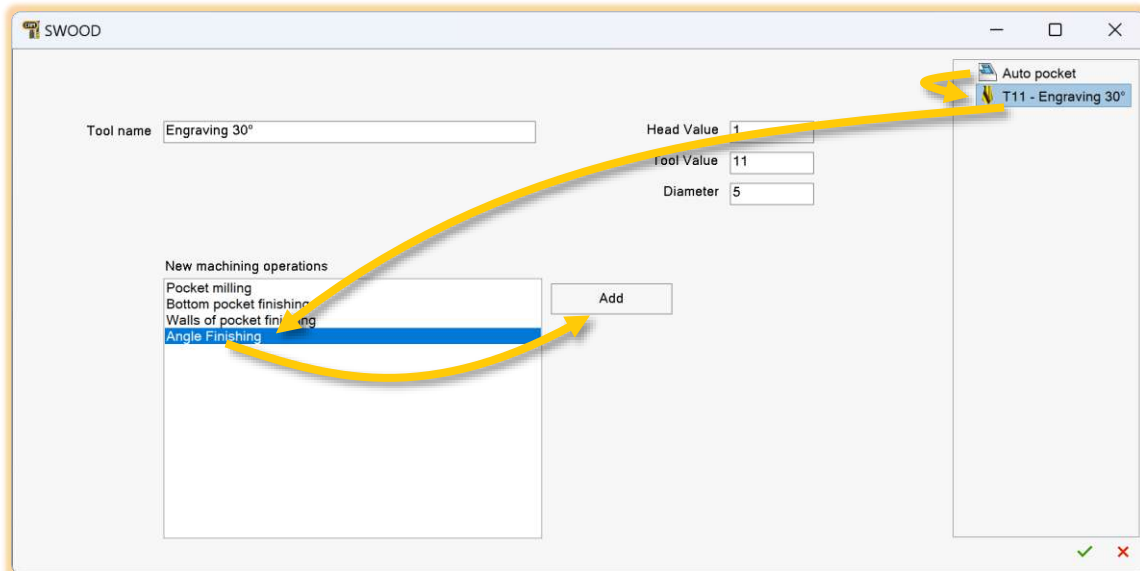 SWOOD
Auto pocket
T11 - Engraving 30°
Tool name Engraving 30°
Head Value 1
Tool Value 11
Diameter 5
New machining operations
Pocket milling
Bottom pocket finishing
Walls of pocket finishing
Angle Finishing
Add